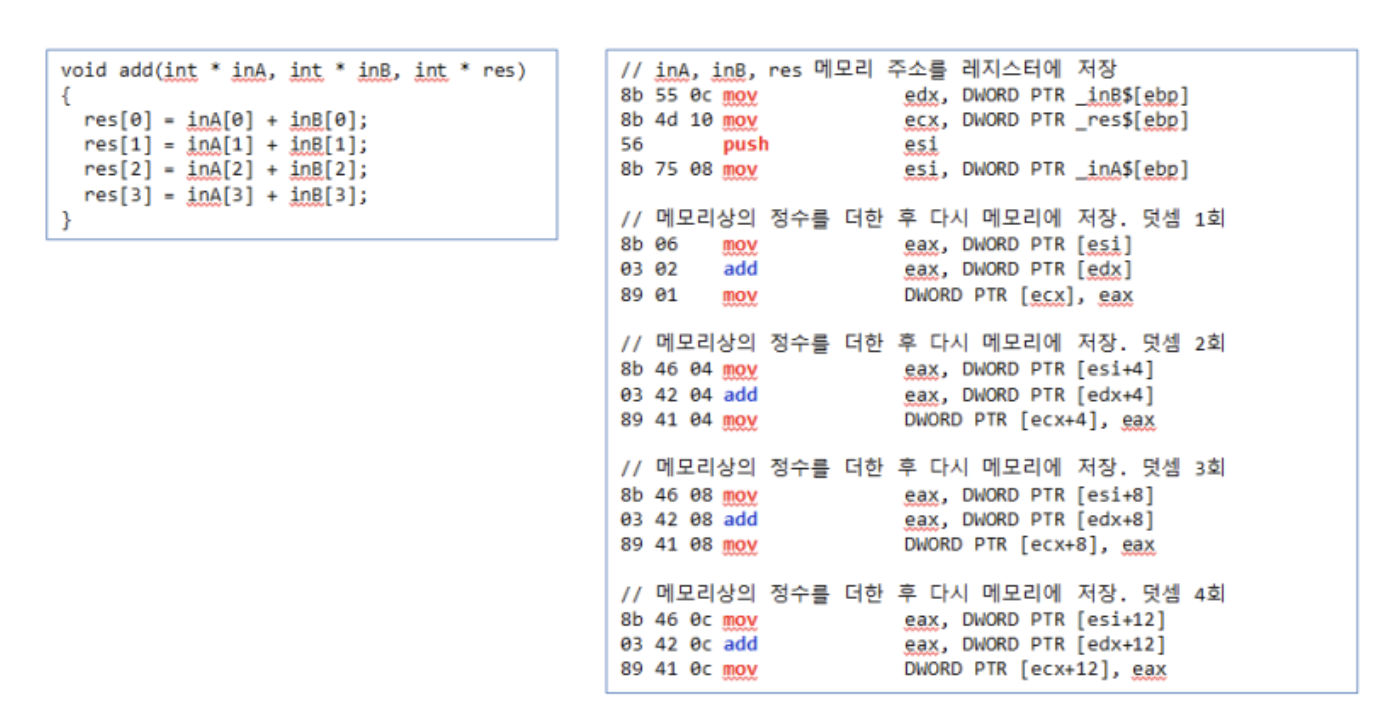 void add(int * inA, int * inB, int * res)
{
  res[0] = inA[0] + inB[0];
  res[1] = inA[1] + inB[1];
  res[2] = inA[2] + inB[2];
  res[3] = inA[3] + inB[3];
}
// inA, inB, res 메모리 주소를 레지스터에 저장
8b 55 0c mov edx, DWORD PTR _inB$[ebp]
8b 4d 10 mov ecx, DWORD PTR _res$[ebp]
56 push esi
8b 75 08 mov esi, DWORD PTR _inA$[ebp]
// 메모리상의 정수를 더한 후 다시 메모리에 저장. 덧셈 1회
8b 06 mov eax, DWORD PTR [esi]
03 02 add eax, DWORD PTR [edx]
89 01 mov DWORD PTR [ecx], eax
// 메모리상의 정수를 더한 후 다시 메모리에 저장. 덧셈 2회
8b 46 04 mov eax, DWORD PTR [esi+4]
03 42 04 add eax, DWORD PTR [edx+4]
89 41 04 mov DWORD PTR [ecx+4], eax
// 메모리상의 정수를 더한 후 다시 메모리에 저장. 덧셈 3회
8b 46 08 mov eax, DWORD PTR [esi+8]
03 42 08 add eax, DWORD PTR [edx+8]
89 41 08 mov DWORD PTR [ecx+8], eax
// 메모리상의 정수를 더한 후 다시 메모리에 저장. 덧셈 4회
8b 46 0c mov eax, DWORD PTR [esi+12]
03 42 0c add eax, DWORD PTR [edx+12]
89 41 0c mov DWORD PTR [ecx+12], eax